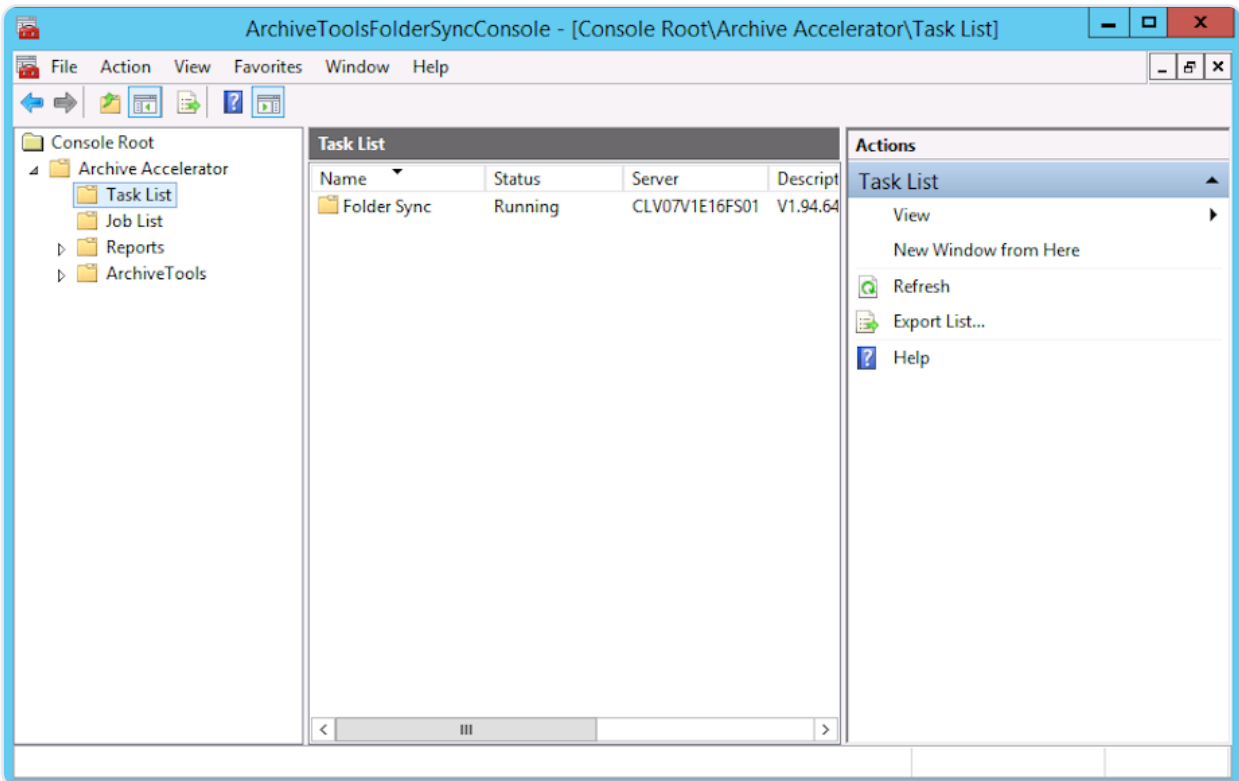 ArchiveToolsFolderSyncConsole - [Console Root\Archive Accelerator\Task List]
File Action View Favorites Window Help
Console Root
Archive Accelerator
Task List
Job List
Reports
ArchiveTools
Task List
Name Status Server Descript
Folder Sync Running CLV07V1E16FS01 V1.94.64
Actions
Task List
View
New Window from Here
Refresh
Export List...
Help